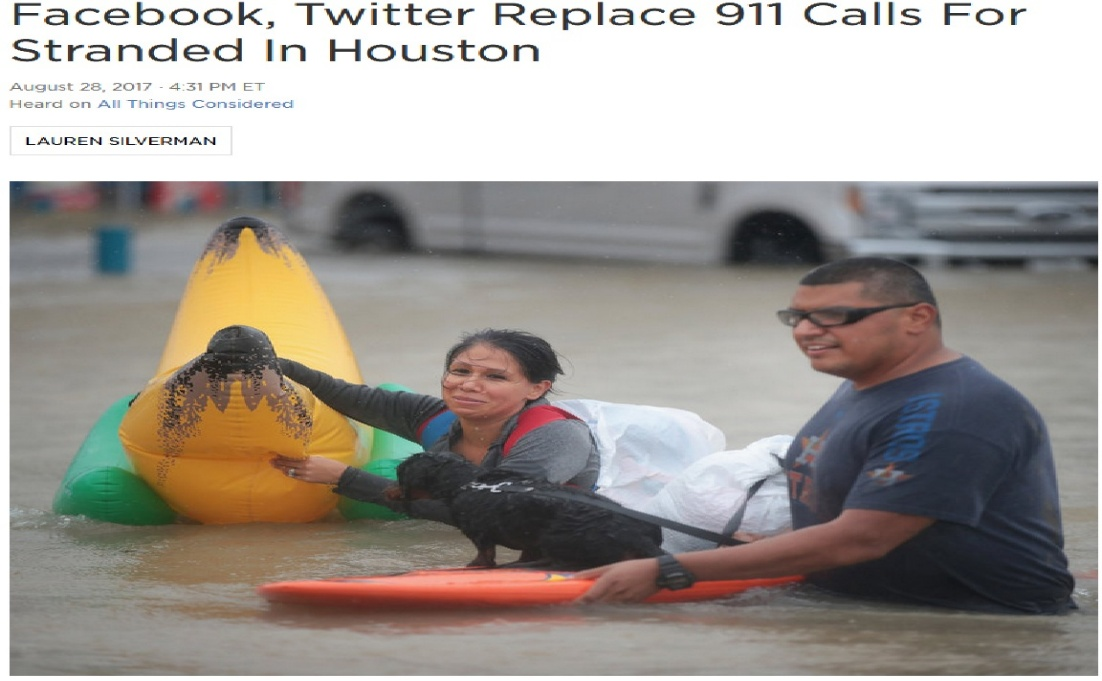 Facebook, Twitter Replace 911 Calls For
Stranded In Houston
August 28, 2017 · 4:31 PM ET
Heard on All Things Considered
LAUREN SILVERMAN
ASTROS